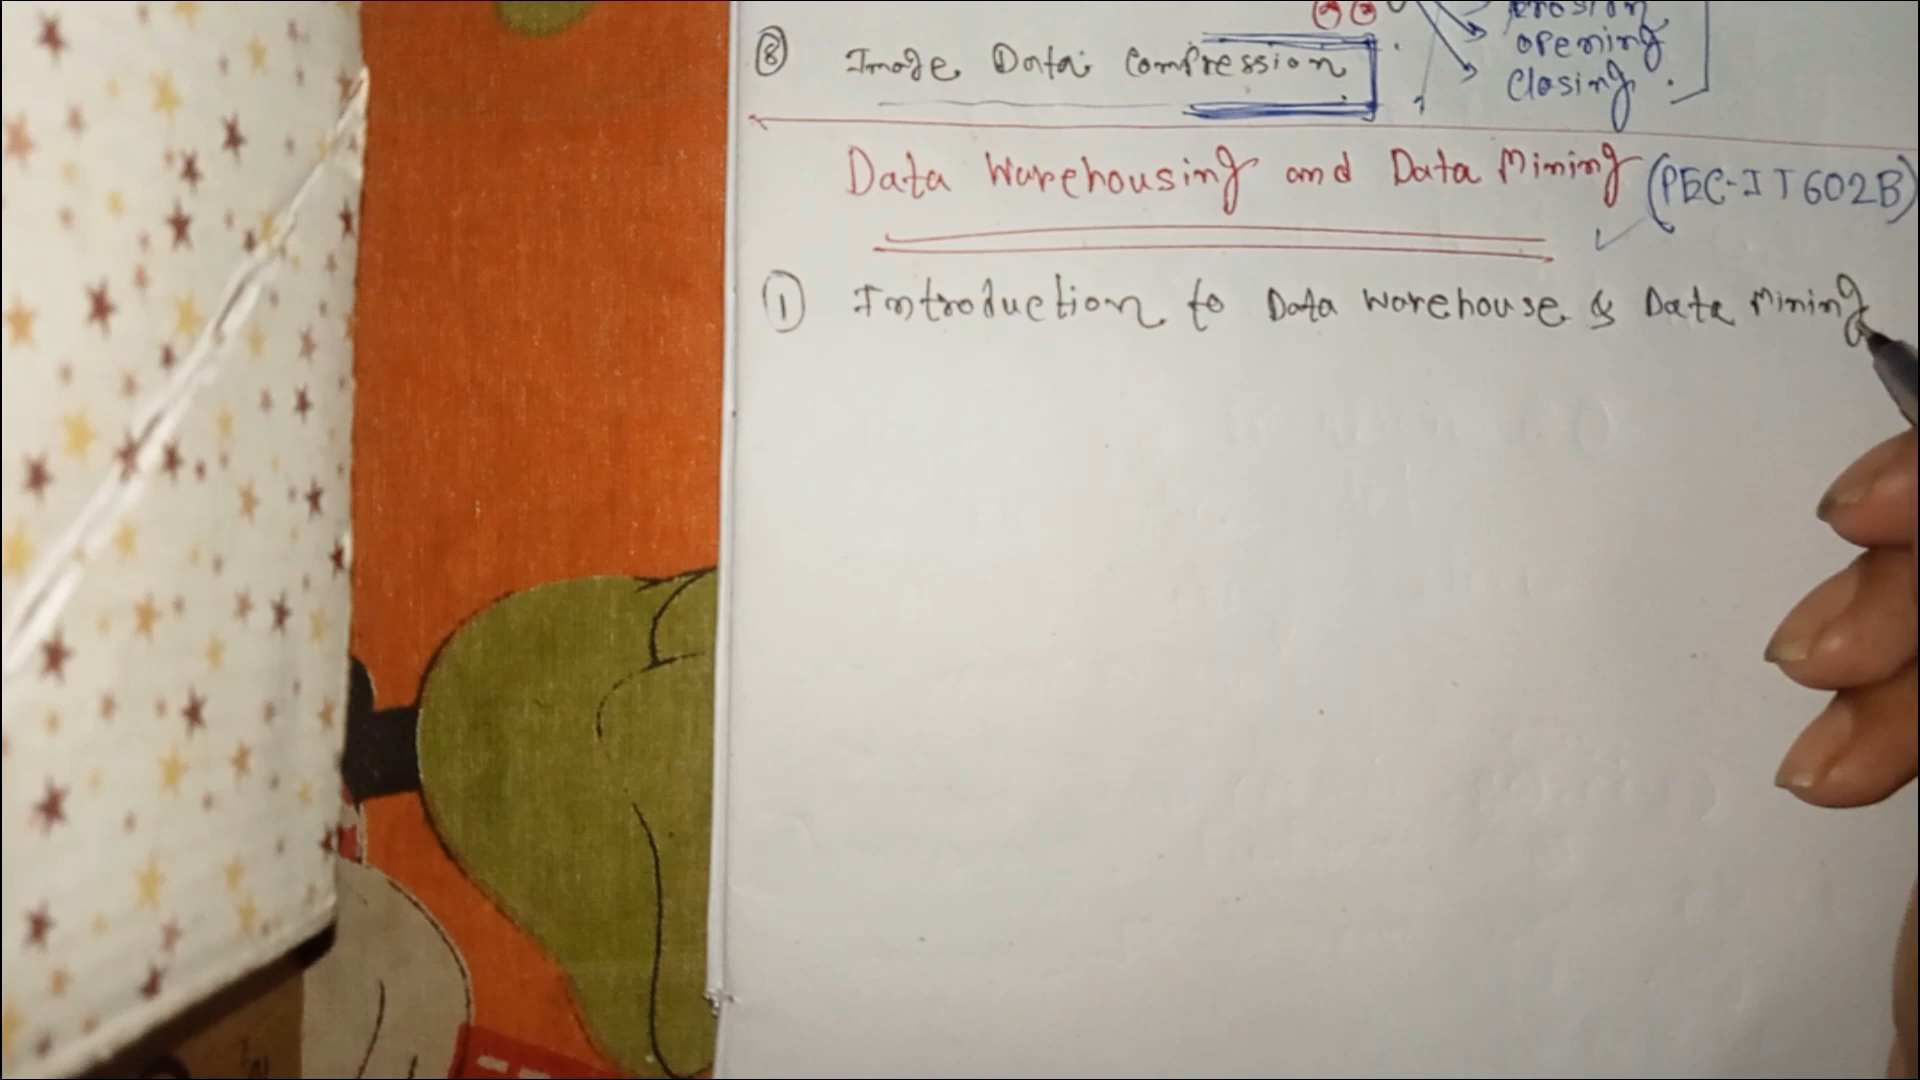 erosion
opening
closing
⑧ Image Data Compression
Data Warehousing and Data Mining (PEC-IT602B)
① Introduction to Data Warehouse & Data Mining